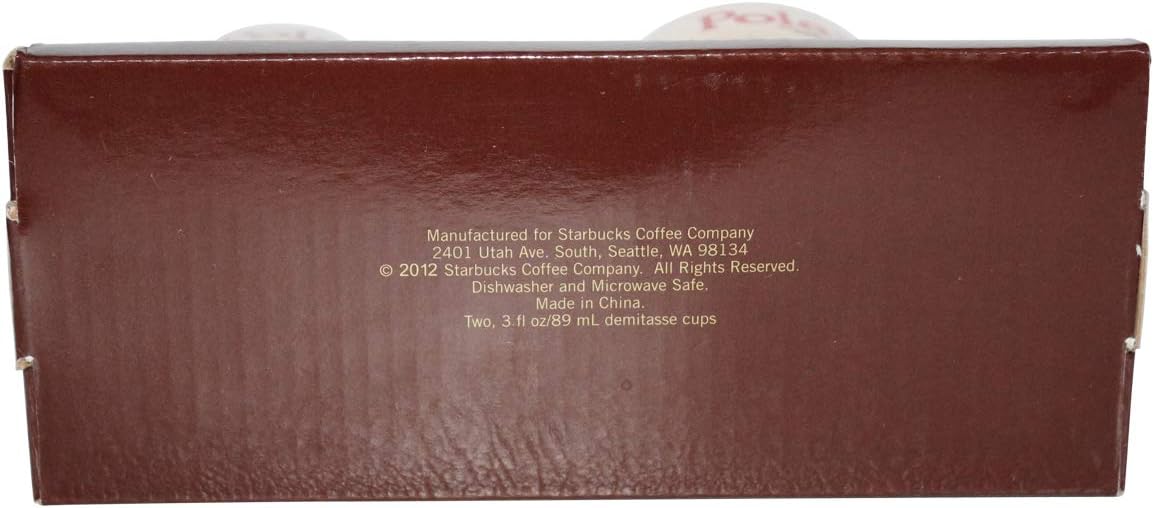 Manufactured for Starbucks Coffee Company
2401 Utah Ave. South, Seattle, WA 98134
© 2012 Starbucks Coffee Company. All Rights Reserved.
Dishwasher and Microwave Safe.
Made in China.
Two, 3 fl oz/89 mL demitasse cups